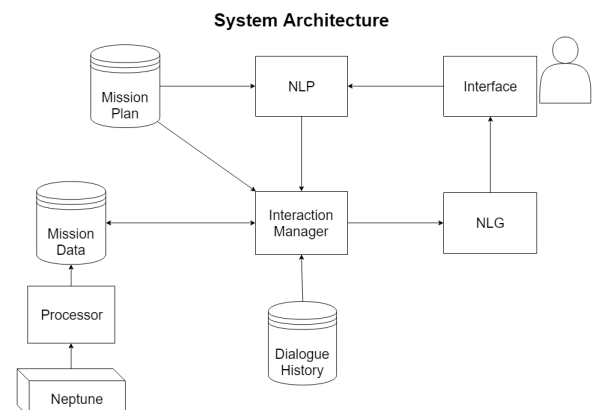 System Architecture
Mission
Plan
NLP
Interface
Mission
Data
Interaction
Manager
NLG
Processor
Dialogue
History
Neptune